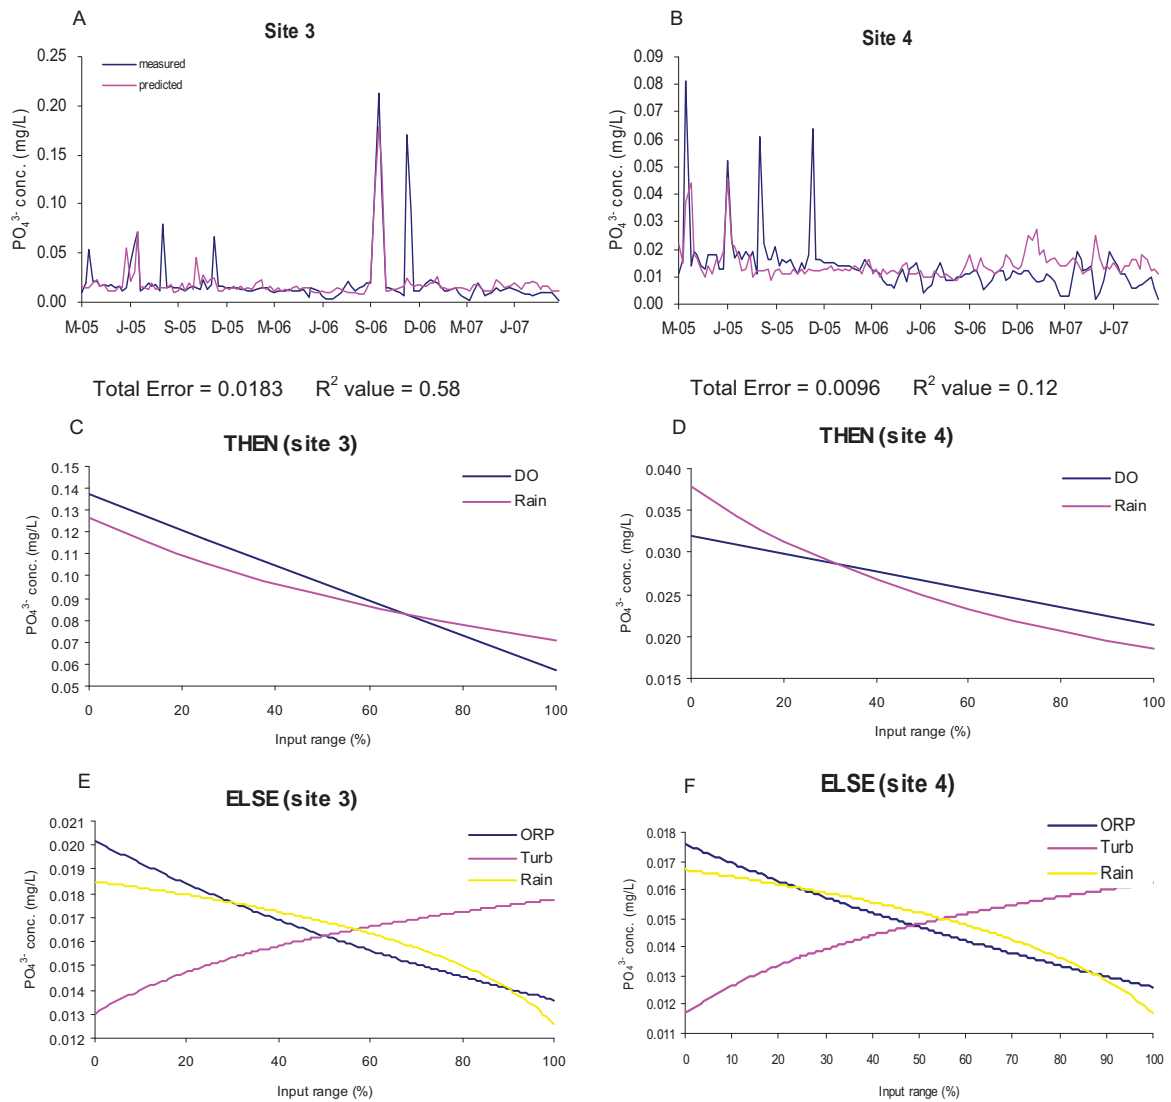 A
Site 3
0.25
0.20
0.15
0.10
0.05
0.00
PO₄³⁻ conc. (mg/L)
measured
predicted
M-05 J-05 S-05 D-05 M-06 J-06 S-06 D-06 M-07 J-07
B
Site 4
0.09
0.08
0.07
0.06
0.05
0.04
0.03
0.02
0.01
0.00
PO₄³⁻ conc. (mg/L)
M-05 J-05 S-05 D-05 M-06 J-06 S-06 D-06 M-07 J-07
Total Error = 0.0183 R² value = 0.58
Total Error = 0.0096 R² value = 0.12
C
THEN (site 3)
0.15
0.14
0.13
0.12
0.11
0.10
0.09
0.08
0.07
0.06
0.05
PO₄³⁻ conc. (mg/L)
DO
Rain
0 20 40 60 80 100
Input range (%)
D
THEN (site 4)
0.040
0.035
0.030
0.025
0.020
0.015
PO₄³⁻ conc. (mg/L)
DO
Rain
0 20 40 60 80 100
Input range (%)
E
ELSE (site 3)
0.021
0.020
0.019
0.018
0.017
0.016
0.015
0.014
0.013
0.012
PO₄³⁻ conc. (mg/L)
ORP
Turb
Rain
0 20 40 60 80 100
Input range (%)
F
ELSE (site 4)
0.018
0.017
0.016
0.015
0.014
0.013
0.012
0.011
PO₄³⁻ conc. (mg/L)
ORP
Turb
Rain
0 10 20 30 40 50 60 70 80 90 100
Input range (%)